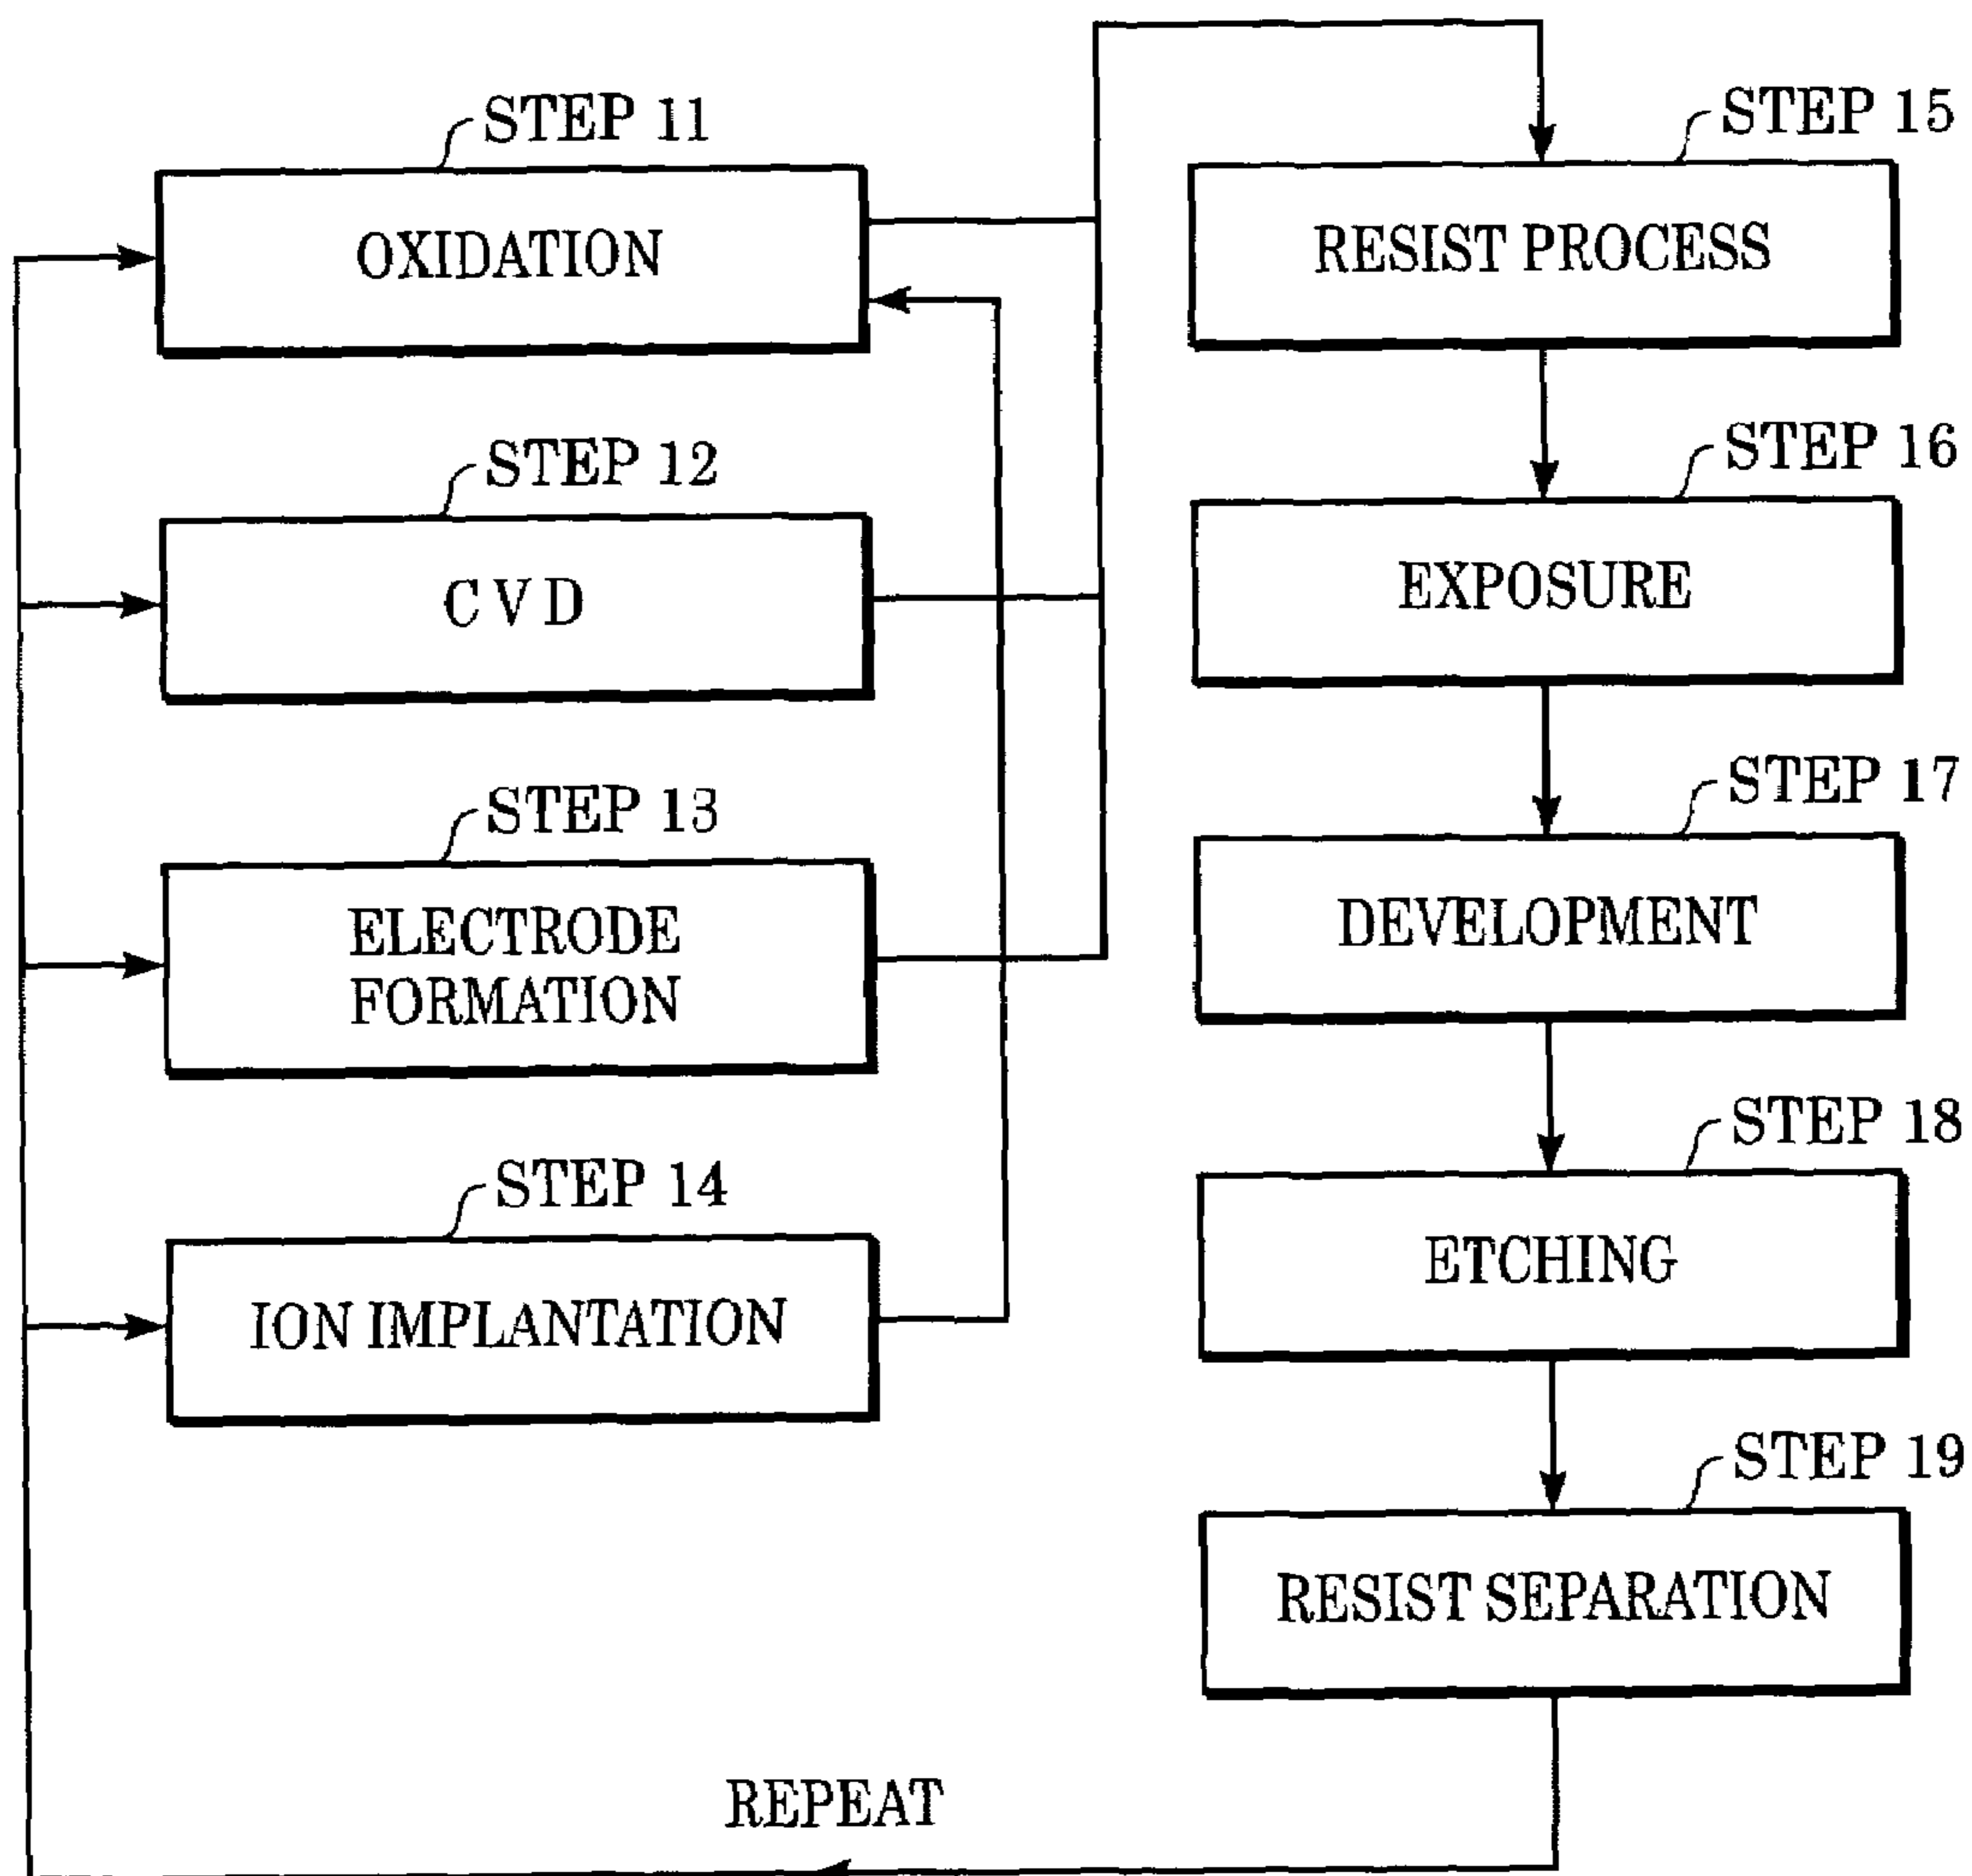 STEP 11
OXIDATION
STEP 12
CVD
STEP 13
ELECTRODE
FORMATION
STEP 14
ION IMPLANTATION
STEP 15
RESIST PROCESS
STEP 16
EXPOSURE
STEP 17
DEVELOPMENT
STEP 18
ETCHING
STEP 19
RESIST SEPARATION
REPEAT